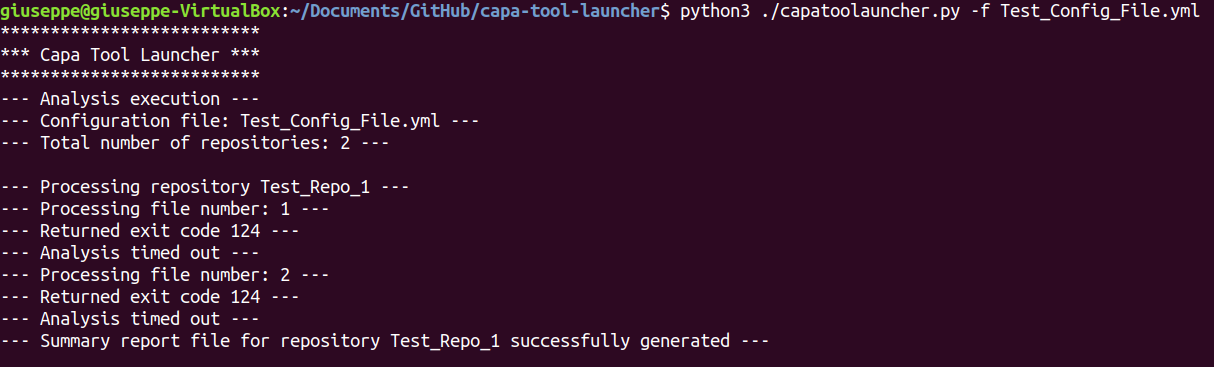 giuseppe@giuseppe-VirtualBox:~/Documents/GitHub/capa-tool-launcher$ python3 ./capatoolauncher.py -f Test_Config_File.yml
**************************
*** Capa Tool Launcher ***
**************************
--- Analysis execution ---
--- Configuration file: Test_Config_File.yml ---
--- Total number of repositories: 2 ---

--- Processing repository Test_Repo_1 ---
--- Processing file number: 1 ---
--- Returned exit code 124 ---
--- Analysis timed out ---
--- Processing file number: 2 ---
--- Returned exit code 124 ---
--- Analysis timed out ---
--- Summary report file for repository Test_Repo_1 successfully generated ---